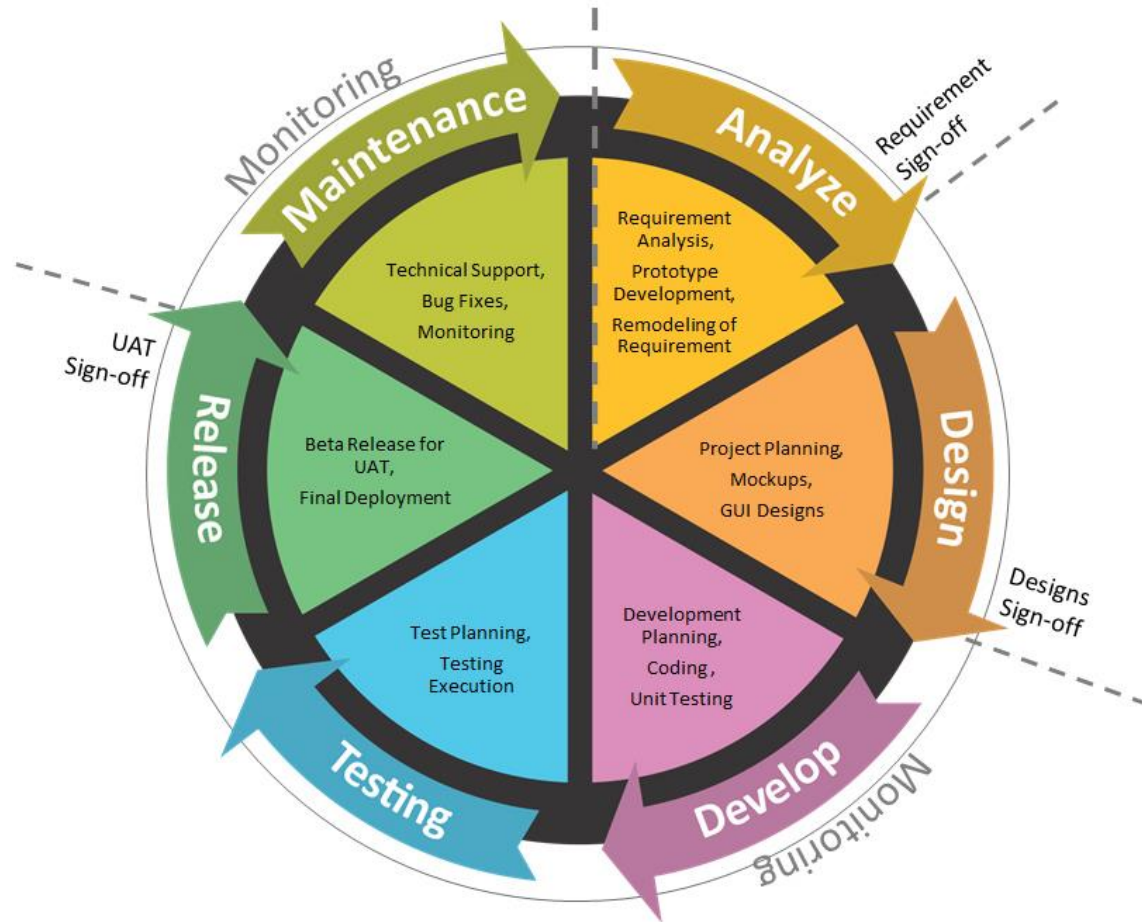 Monitoring
Maintenance
Analyze
Requirement
Sign-off
Requirement
Analysis,
Prototype
Development,
Remodeling of
Requirement
Technical Support,
Bug Fixes,
Monitoring
UAT
Sign-off
Release
Beta Release for
UAT,
Final Deployment
Project Planning,
Mockups,
GUI Designs
Design
Designs
Sign-off
Test Planning,
Testing
Execution
Development
Planning,
Coding ,
Unit Testing
Testing
Develop
Monitoring